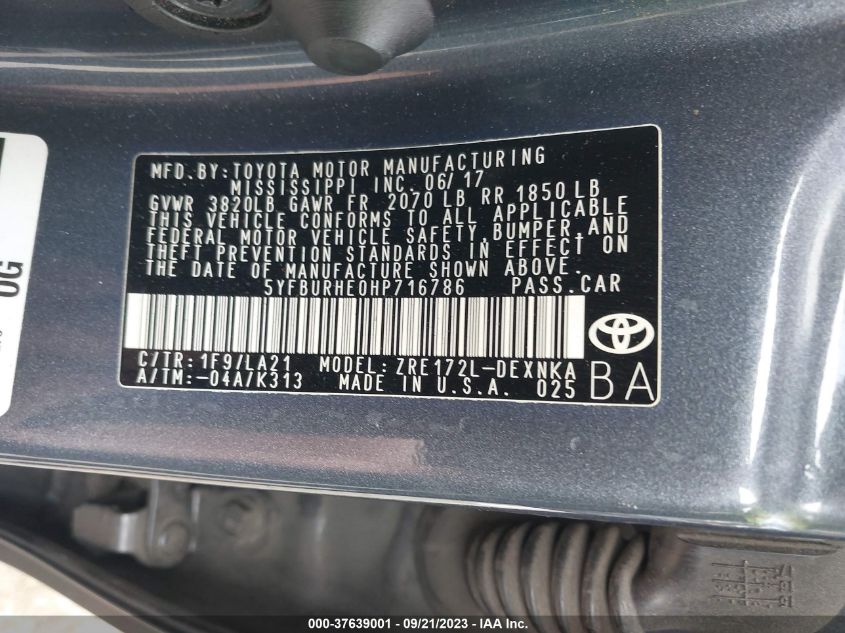 MFD.BY:TOYOTA MOTOR MANUFACTURING
MISSISSIPPI INC. 06/17
GVWR 3820LB GAWR FR 2070 LB RR 1850 LB
THIS VEHICLE CONFORMS TO ALL APPLICABLE
FEDERAL MOTOR VEHICLE SAFETY, BUMPER, AND
THEFT PREVENTION STANDARDS IN EFFECT ON
THE DATE OF MANUFACTURE SHOWN ABOVE.
5YFBURHE0HP716786 PASS.CAR
C/TR:1F9/LA21 MODEL:ZRE172L-DEXNKA
A/TM:-04A/K313 MADE IN U.S.A. 025
BA
OG
000-37639001 - 09/21/2023 - IAA Inc.